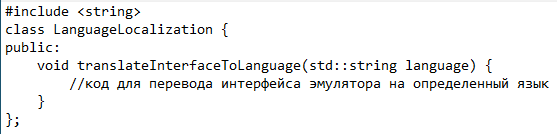 #include <string>
class LanguageLocalization {
public:
    void translateInterfaceToLanguage(std::string language) {
        //код для перевода интерфейса эмулятора на определенный язык
    }
};